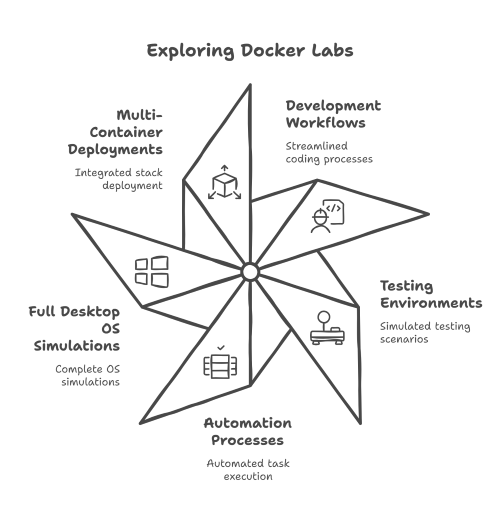 Exploring Docker Labs
Multi-
Container
Deployments
Integrated stack
deployment
Development
Workflows
Streamlined
coding processes
</>
Testing
Environments
Simulated testing
scenarios
Full Desktop
OS
Simulations
Complete OS
simulations
Automation
Processes
Automated task
execution